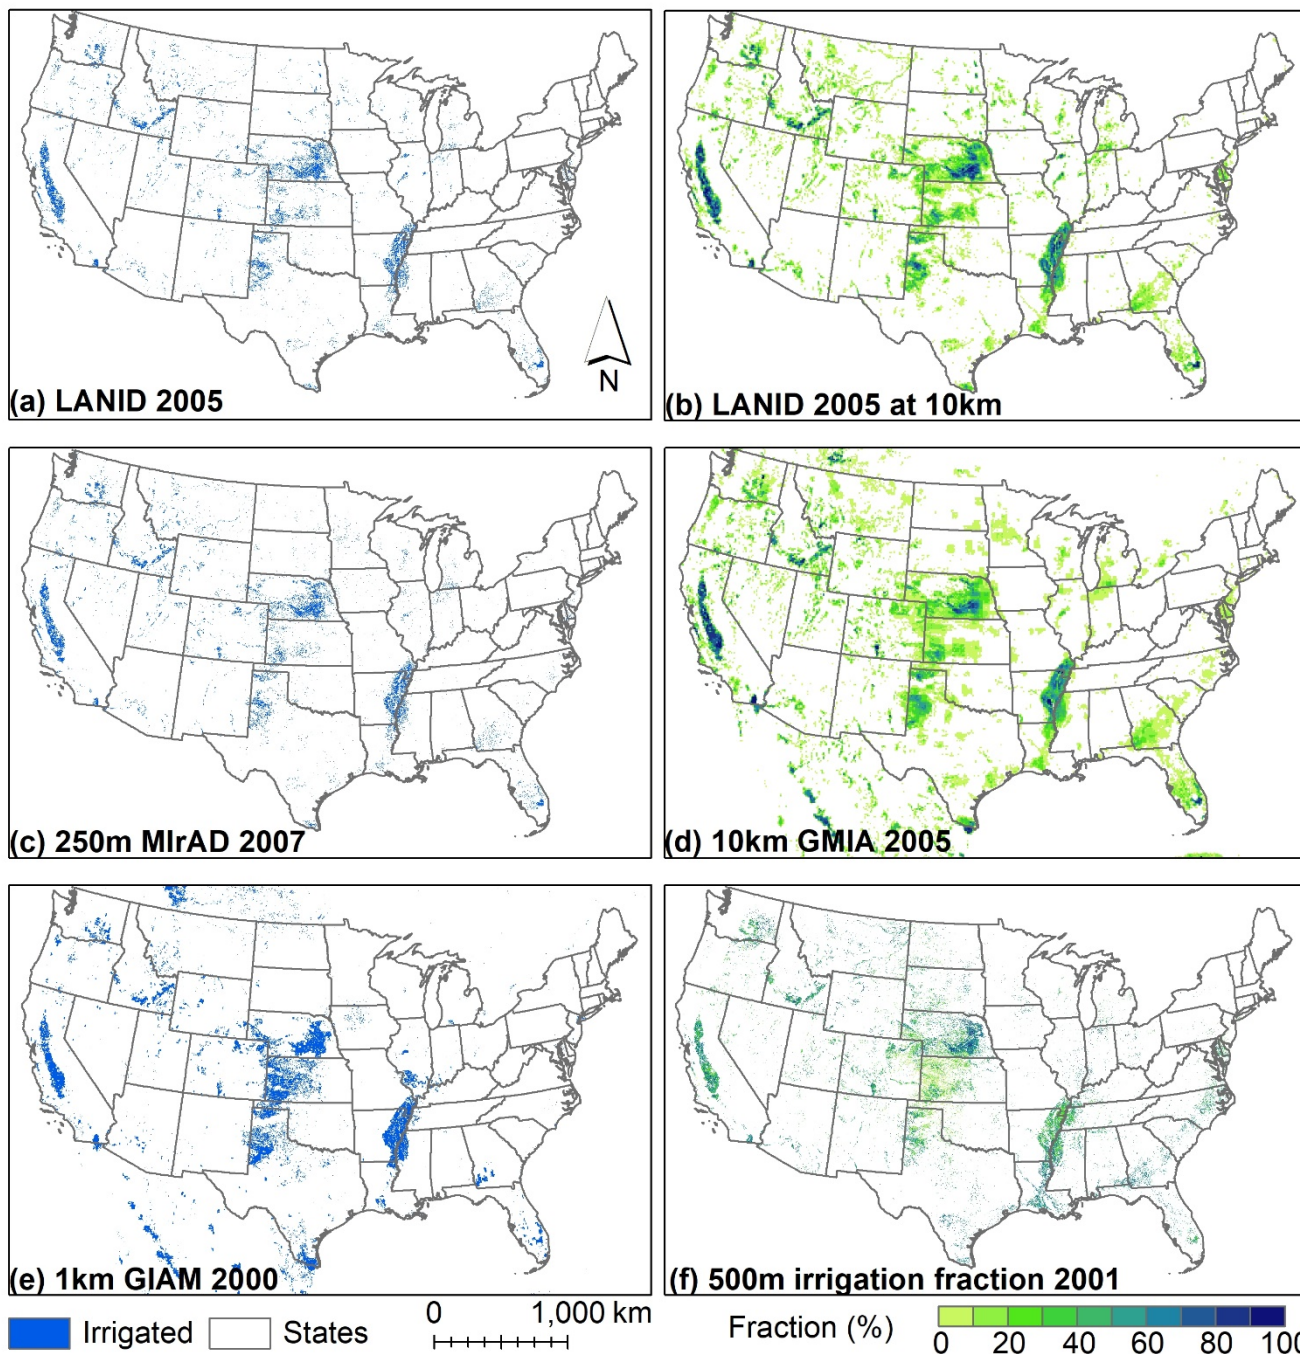 N
(a) LANID 2005
(b) LANID 2005 at 10km
(c) 250m MIrAD 2007
(d) 10km GMIA 2005
(e) 1km GIAM 2000
(f) 500m irrigation fraction 2001
Irrigated States
0 1,000 km
Fraction (%)
0 20 40 60 80 100